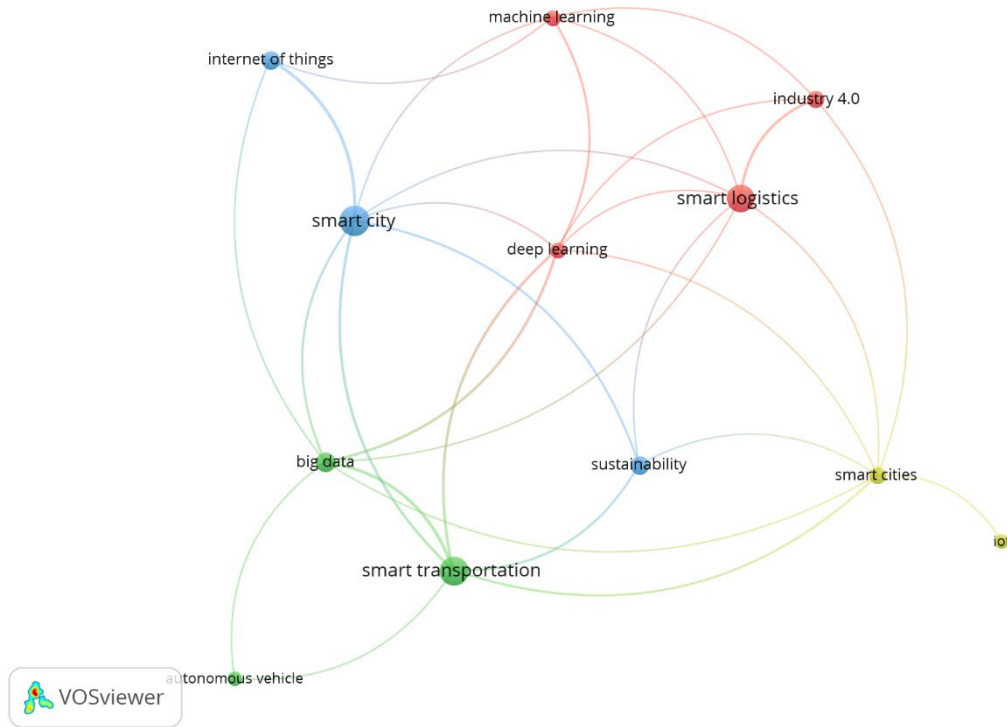 machine learning
internet of things
industry 4.0
smart logistics
smart city
deep learning
big data
sustainability
smart cities
iot
smart transportation
autonomous vehicle
VOSviewer